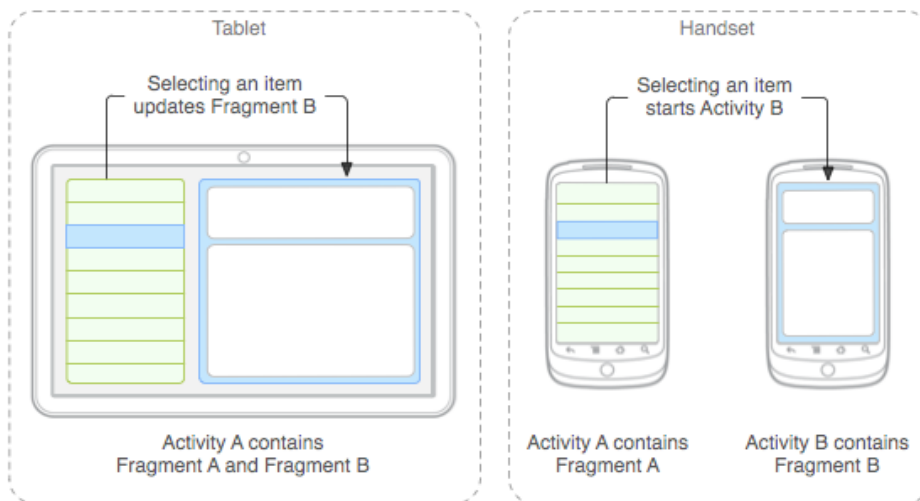 Tablet
Selecting an item
updates Fragment B
Activity A contains
Fragment A and Fragment B
Handset
Selecting an item
starts Activity B
Activity A contains
Fragment A
Activity B contains
Fragment B